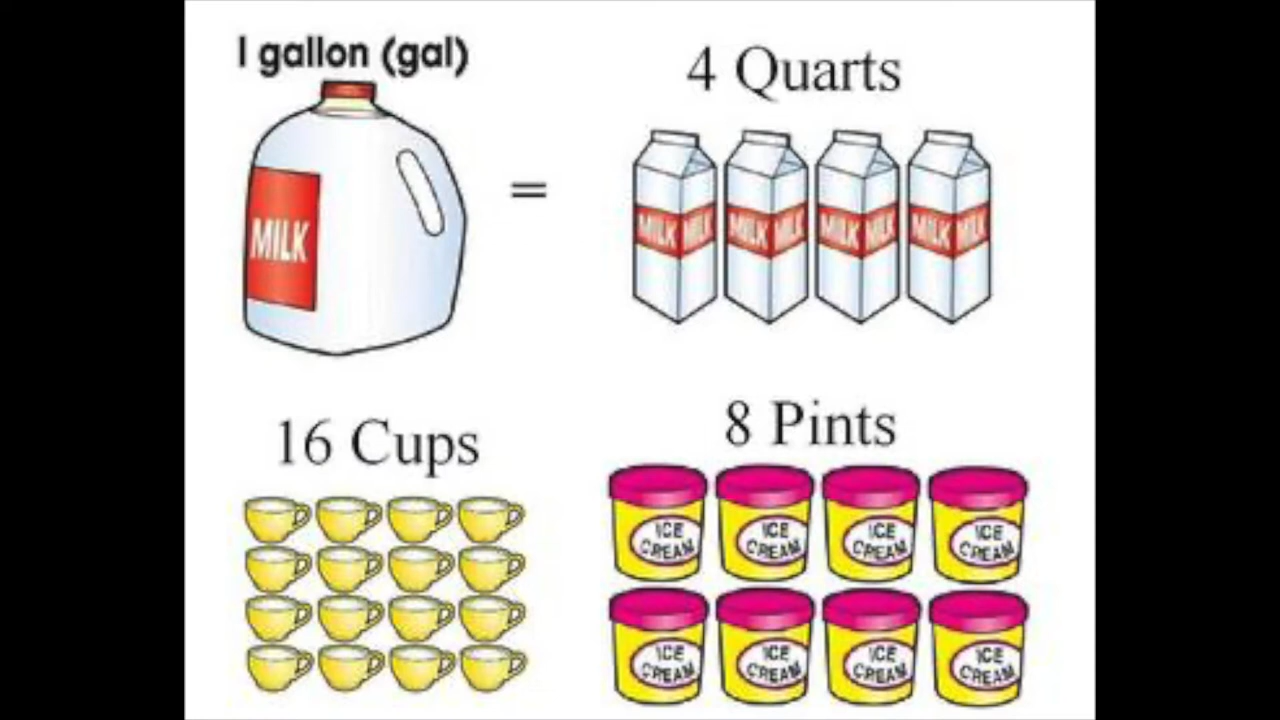 1 gallon (gal)
4 Quarts
=
MILK
MILK MILK MILK MILK MILK MILK MILK MILK
16 Cups
8 Pints
ICE ICE ICE ICE
CREAM CREAM CREAM CREAM
ICE ICE ICE ICE
CREAM CREAM CREAM CREAM